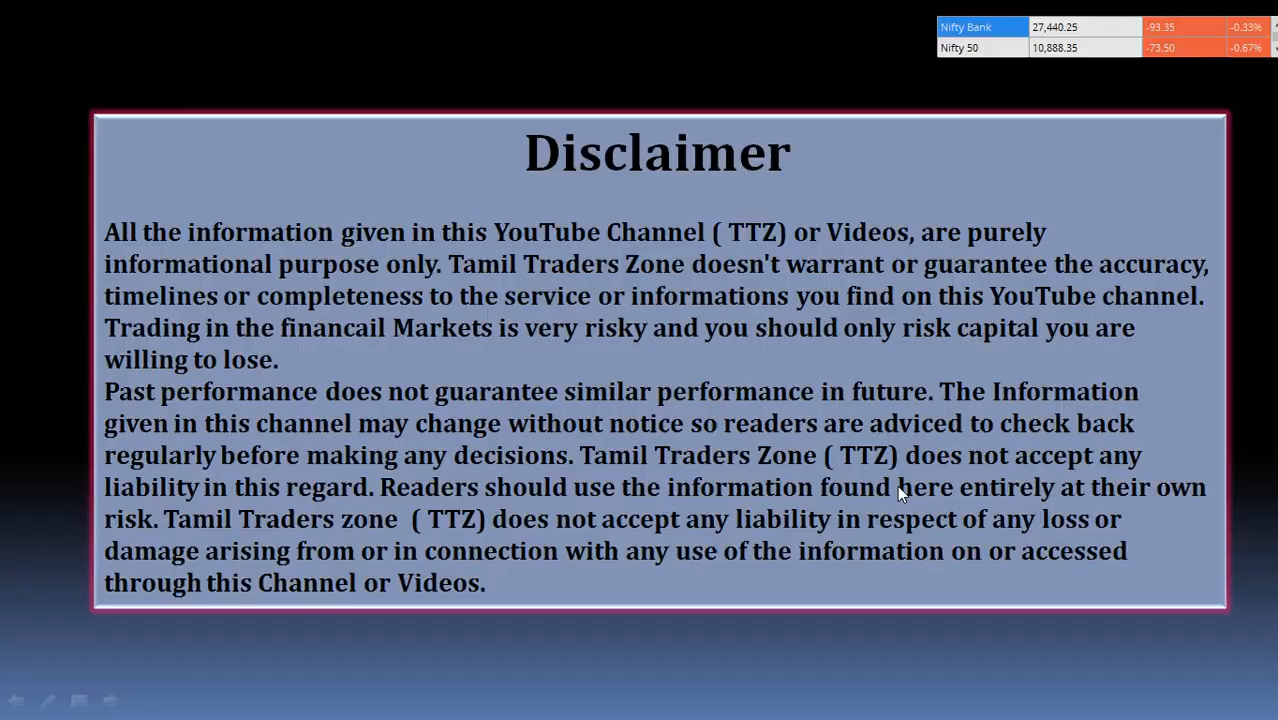 Nifty Bank 27,440.25 -93.35 -0.33%
Nifty 50 10,888.35 -73.50 -0.67%
Disclaimer
All the information given in this YouTube Channel ( TTZ) or Videos, are purely
informational purpose only. Tamil Traders Zone doesn't warrant or guarantee the accuracy,
timelines or completeness to the service or informations you find on this YouTube channel.
Trading in the financail Markets is very risky and you should only risk capital you are
willing to lose.
Past performance does not guarantee similar performance in future. The Information
given in this channel may change without notice so readers are adviced to check back
regularly before making any decisions. Tamil Traders Zone ( TTZ) does not accept any
liability in this regard. Readers should use the information found here entirely at their own
risk. Tamil Traders zone ( TTZ) does not accept any liability in respect of any loss or
damage arising from or in connection with any use of the information on or accessed
through this Channel or Videos.